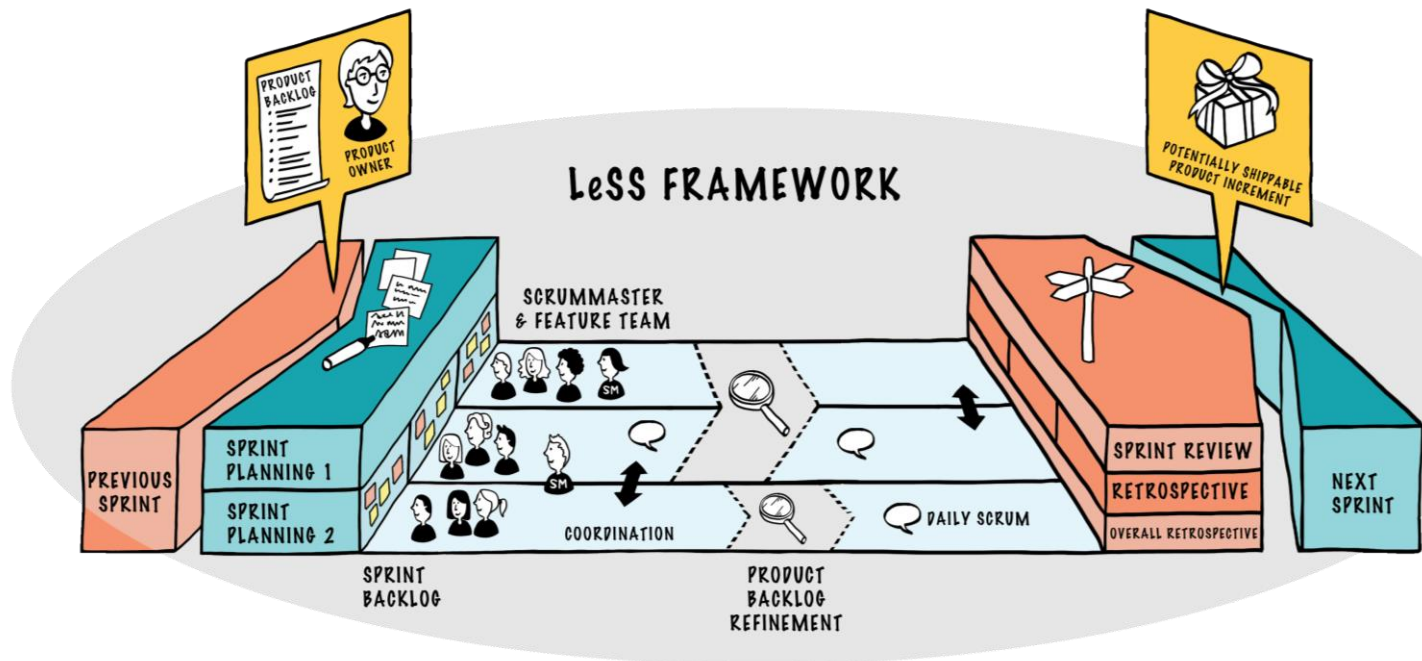 PRODUCT
BACKLOG
PRODUCT
OWNER
POTENTIALLY SHIPPABLE
PRODUCT INCREMENT
LeSS FRAMEWORK
SCRUMMASTER
& FEATURE TEAM
SM
SM
PREVIOUS
SPRINT
SPRINT
PLANNING 1
SPRINT
PLANNING 2
COORDINATION
DAILY SCRUM
SPRINT REVIEW
RETROSPECTIVE
OVERALL RETROSPECTIVE
NEXT
SPRINT
SPRINT
BACKLOG
PRODUCT
BACKLOG
REFINEMENT